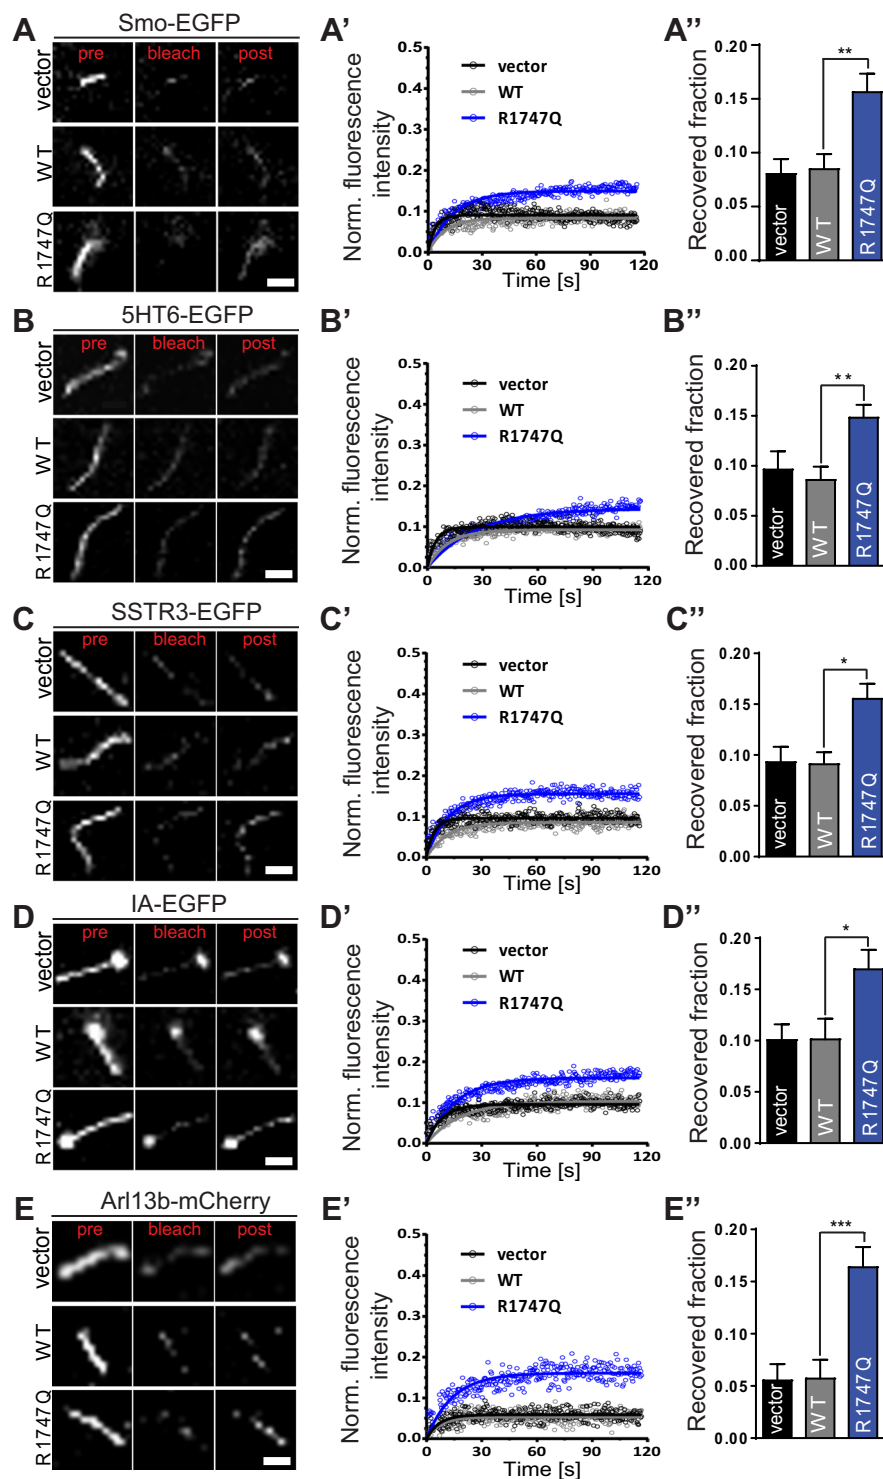 A Smo-EGFP
pre bleach post
vector
WT
R1747Q
A'
Norm. fluorescence
intensity
0.5
0.4
0.3
0.2
0.1
0.0
vector
WT
R1747Q
0 30 60 90 120
Time [s]
A''
Recovered fraction
0.20
0.15
0.10
0.05
0.00
**
vector
WT
R1747Q
B 5HT6-EGFP
pre bleach post
vector
WT
R1747Q
B'
Norm. fluorescence
intensity
0.5
0.4
0.3
0.2
0.1
0.0
vector
WT
R1747Q
0 30 60 90 120
Time [s]
B''
Recovered fraction
0.20
0.15
0.10
0.05
0.00
**
vector
WT
R1747Q
C SSTR3-EGFP
pre bleach post
vector
WT
R1747Q
C'
Norm. fluorescence
intensity
0.5
0.4
0.3
0.2
0.1
0.0
vector
WT
R1747Q
0 30 60 90 120
Time [s]
C''
Recovered fraction
0.20
0.15
0.10
0.05
0.00
*
vector
WT
R1747Q
D IA-EGFP
pre bleach post
vector
WT
R1747Q
D'
Norm. fluorescence
intensity
0.5
0.4
0.3
0.2
0.1
0.0
vector
WT
R1747Q
0 30 60 90 120
Time [s]
D''
Recovered fraction
0.20
0.15
0.10
0.05
0.00
*
vector
WT
R1747Q
E Arl13b-mCherry
pre bleach post
vector
WT
R1747Q
E'
Norm. fluorescence
intensity
0.5
0.4
0.3
0.2
0.1
0.0
vector
WT
R1747Q
0 30 60 90 120
Time [s]
E''
Recovered fraction
0.20
0.15
0.10
0.05
0.00
***
vector
WT
R1747Q